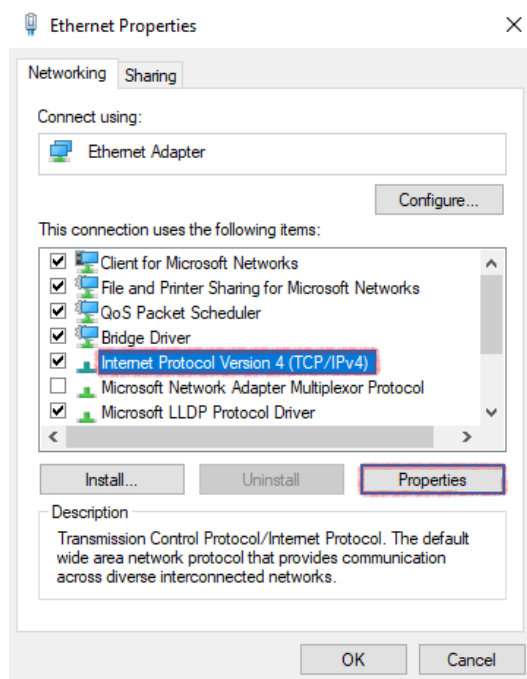 Ethernet Properties
Networking Sharing
Connect using:
Ethernet Adapter
Configure...
This connection uses the following items:
Client for Microsoft Networks
File and Printer Sharing for Microsoft Networks
QoS Packet Scheduler
Bridge Driver
Internet Protocol Version 4 (TCP/IPv4)
Microsoft Network Adapter Multiplexor Protocol
Microsoft LLDP Protocol Driver
Install... Uninstall Properties
Description
Transmission Control Protocol/Internet Protocol. The default
wide area network protocol that provides communication
across diverse interconnected networks.
OK Cancel